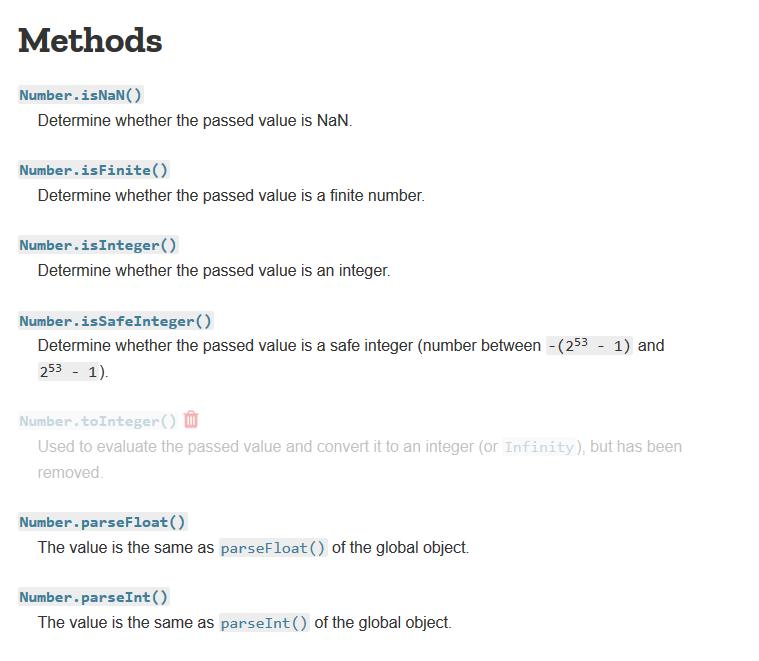 Methods
Number.isNaN()
Determine whether the passed value is NaN.
Number.isFinite()
Determine whether the passed value is a finite number.
Number.isInteger()
Determine whether the passed value is an integer.
Number.isSafeInteger()
Determine whether the passed value is a safe integer (number between -(2⁵³ - 1) and
2⁵³ - 1).
Number.toInteger()
Used to evaluate the passed value and convert it to an integer (or Infinity), but has been
removed.
Number.parseFloat()
The value is the same as parseFloat() of the global object.
Number.parseInt()
The value is the same as parseInt() of the global object.